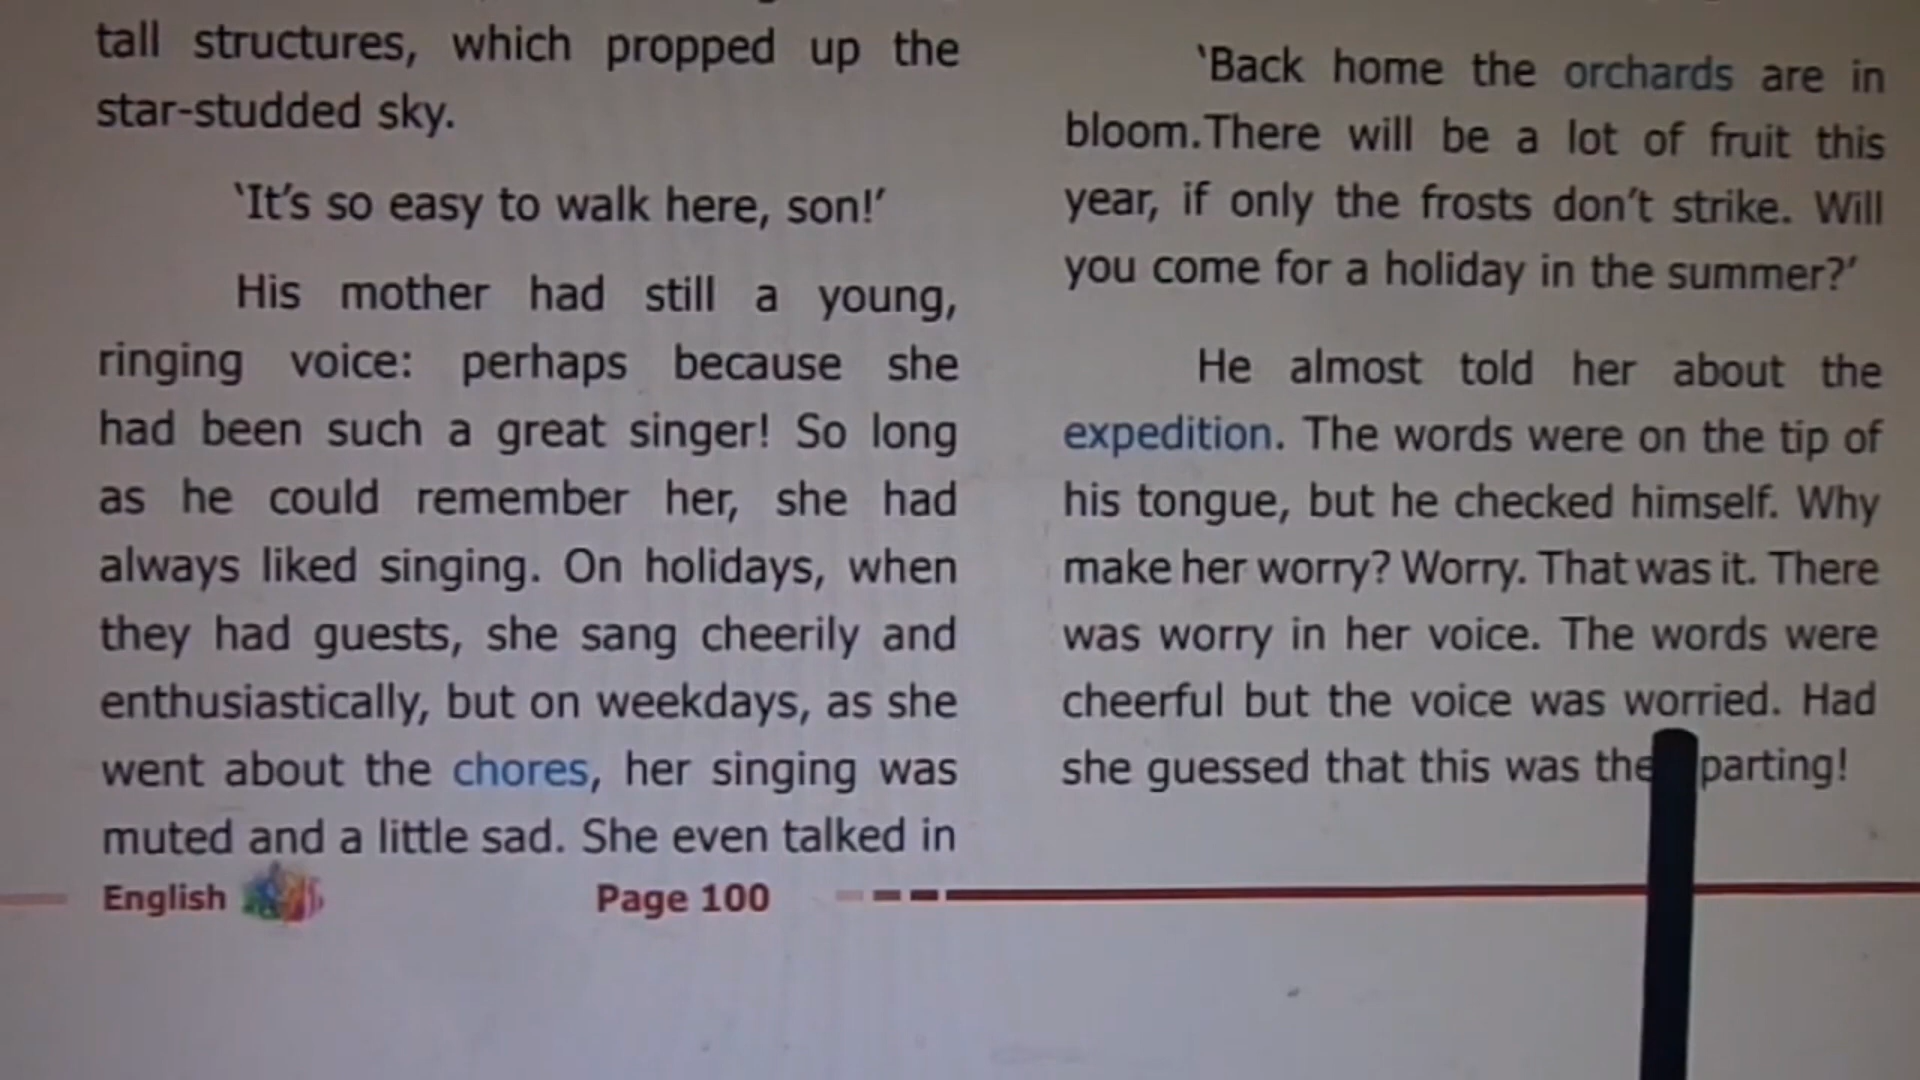 tall structures, which propped up the
star-studded sky.
‘It’s so easy to walk here, son!’
His mother had still a young,
ringing voice: perhaps because she
had been such a great singer! So long
as he could remember her, she had
always liked singing. On holidays, when
they had guests, she sang cheerily and
enthusiastically, but on weekdays, as she
went about the chores, her singing was
muted and a little sad. She even talked in
‘Back home the orchards are in
bloom.There will be a lot of fruit this
year, if only the frosts don’t strike. Will
you come for a holiday in the summer?’
He almost told her about the
expedition. The words were on the tip of
his tongue, but he checked himself. Why
make her worry? Worry. That was it. There
was worry in her voice. The words were
cheerful but the voice was worried. Had
she guessed that this was the parting!
English
Page 100